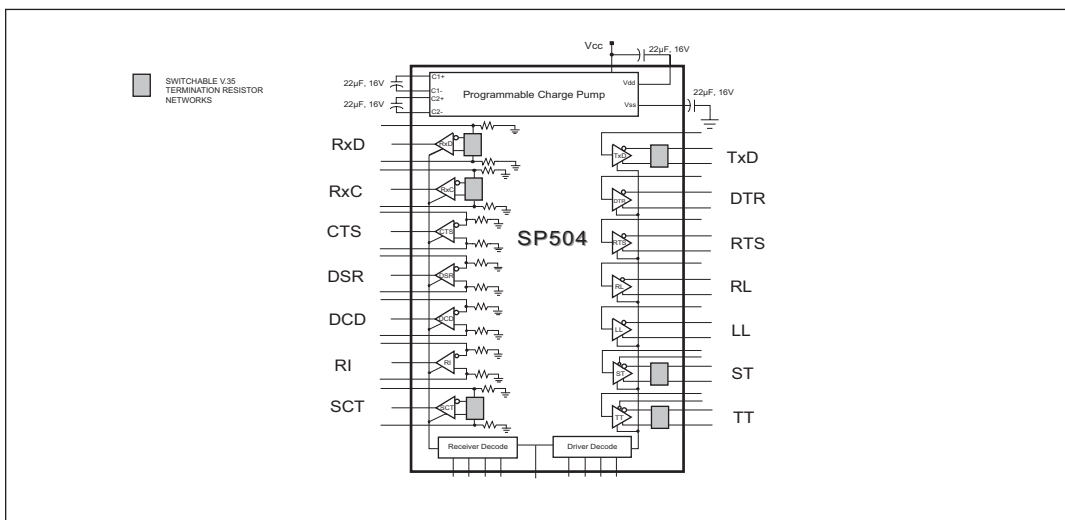 Vcc
22µF, 16V
SWITCHABLE V.35
TERMINATION RESISTOR
NETWORKS
22µF, 16V
C1+
C1-
C2+
C2-
22µF, 16V
Programmable Charge Pump
Vdd
Vss
22µF, 16V
RxD
RxD
TxD
TxD
RxC
RxC
DTR
DTR
CTS
CTS
SP504
RTS
RTS
DSR
DSR
RL
RL
DCD
DCD
LL
LL
RI
RI
ST
ST
SCT
SCT
TT
TT
Receiver Decode
Driver Decode